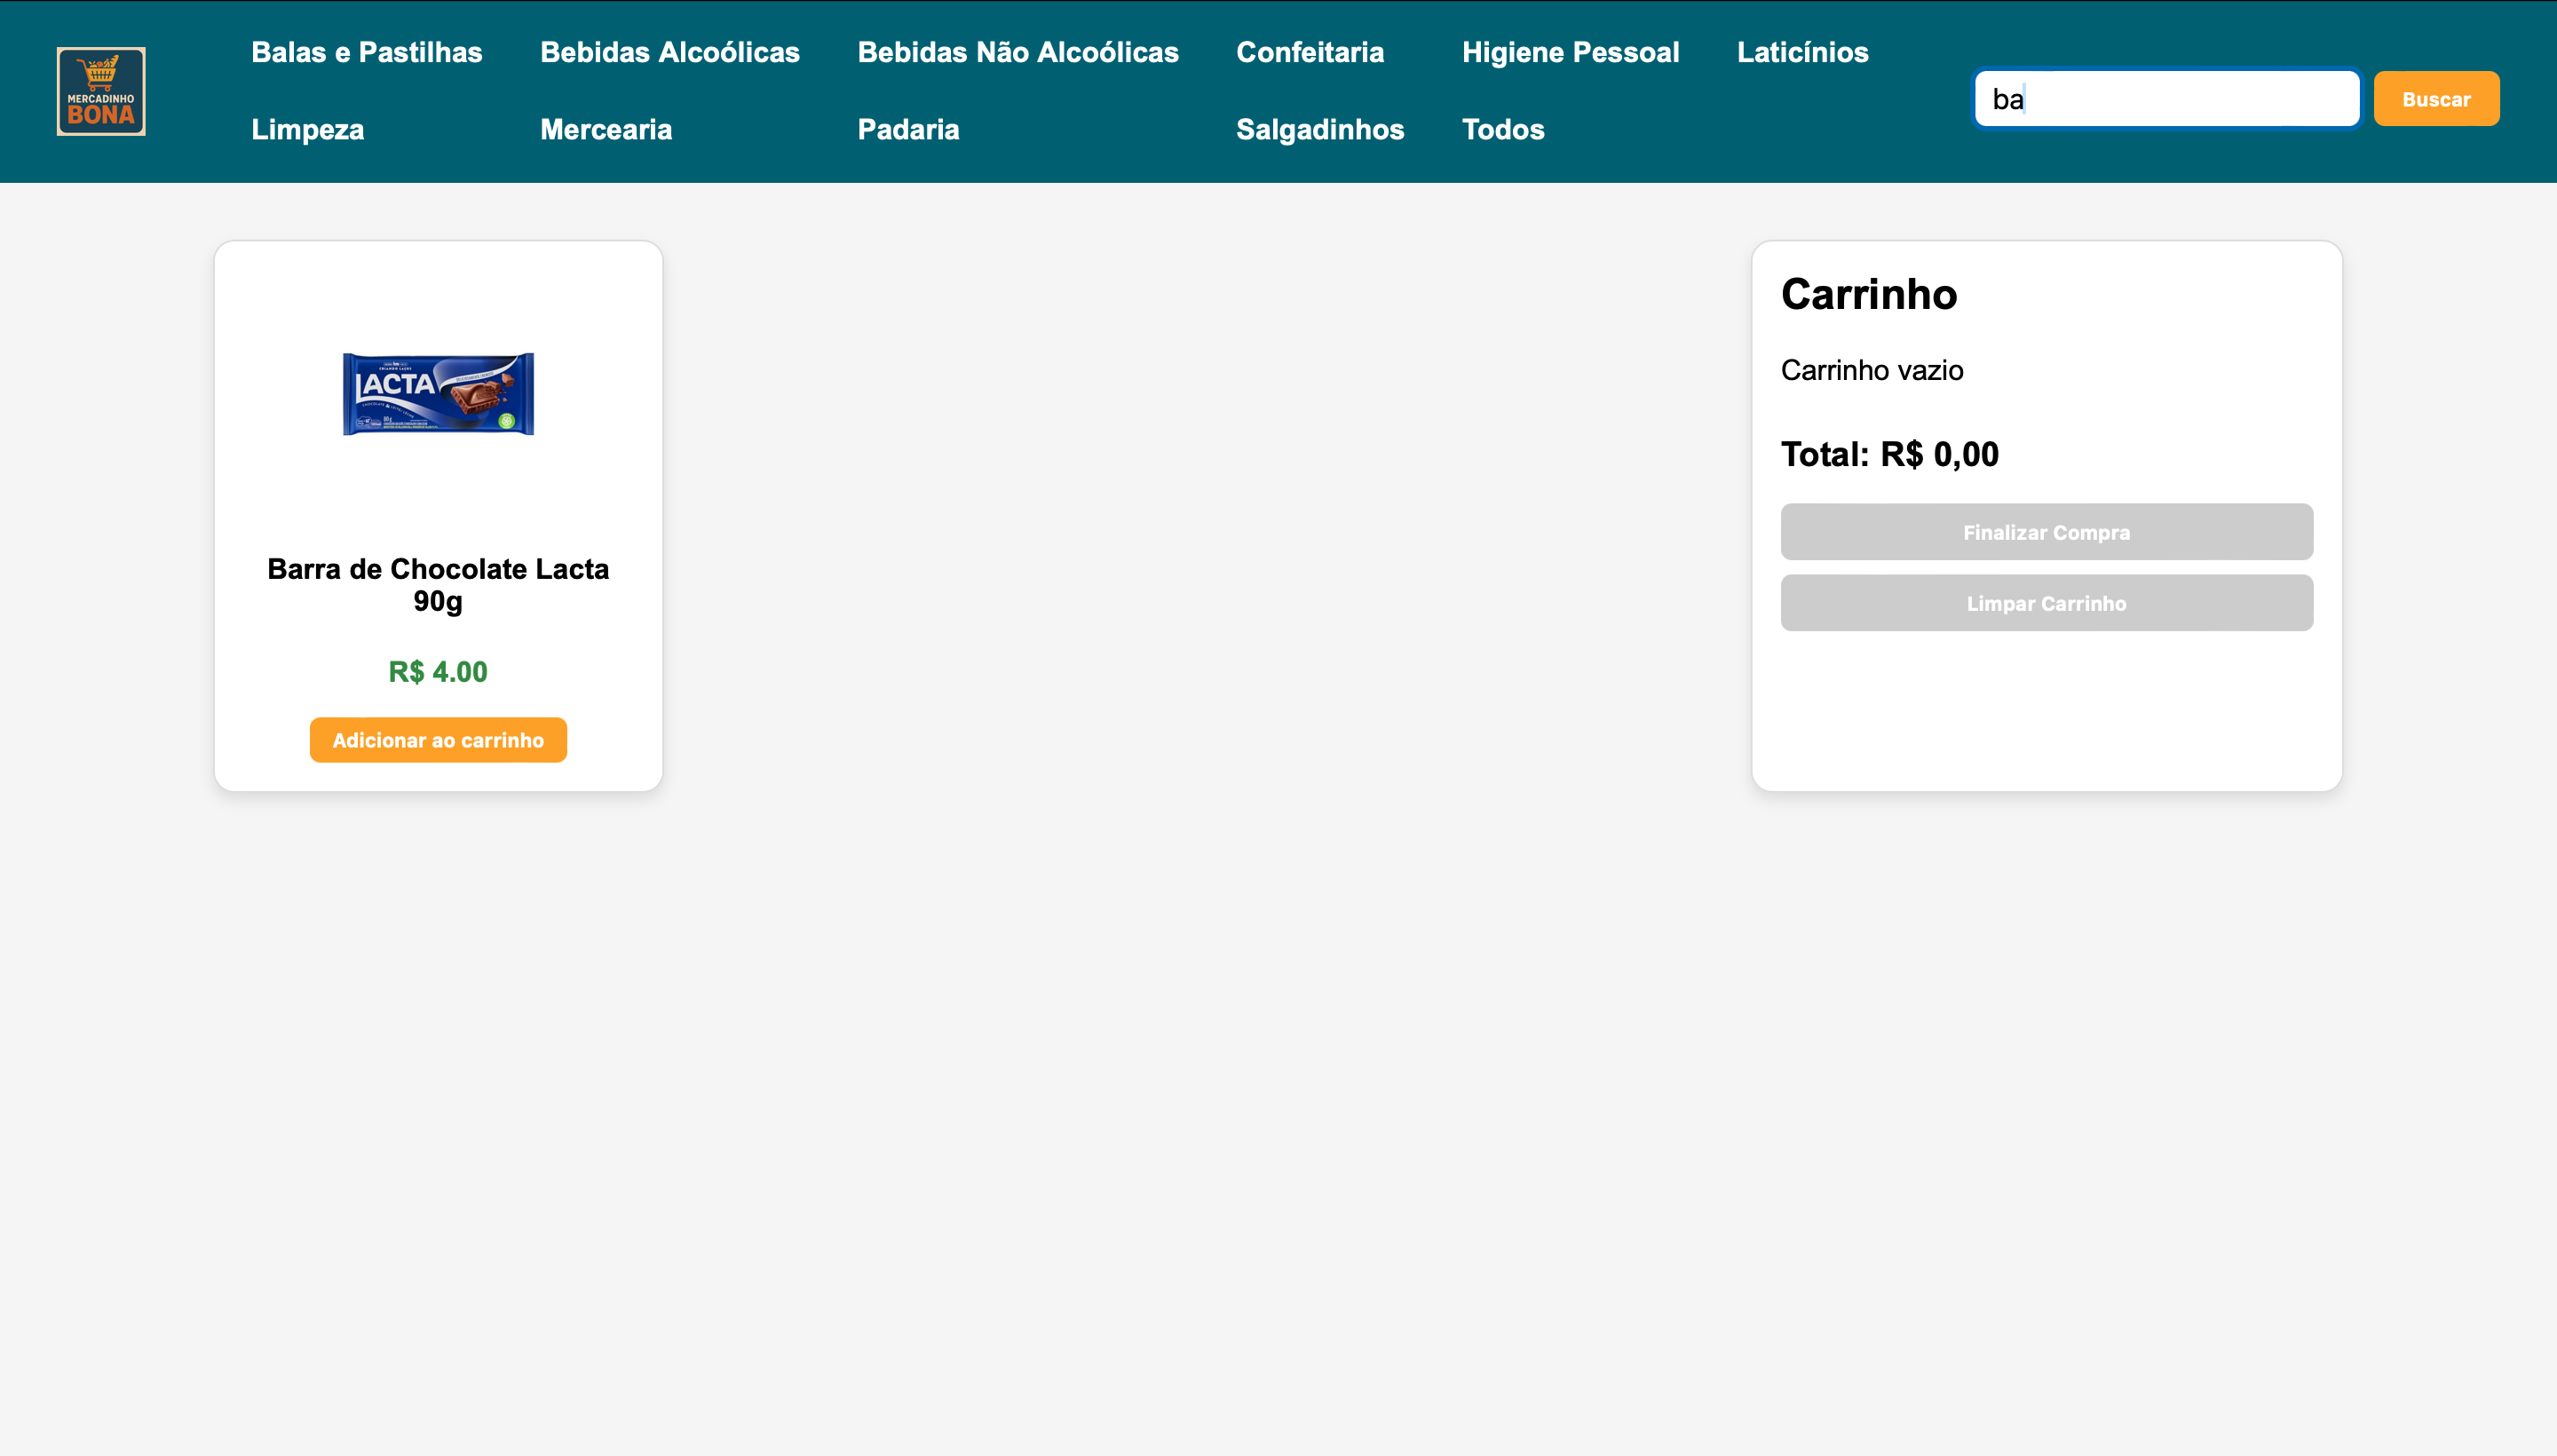 MERCADINHO
BONA
Balas e Pastilhas
Bebidas Alcoólicas
Bebidas Não Alcoólicas
Confeitaria
Higiene Pessoal
Laticínios
Limpeza
Mercearia
Padaria
Salgadinhos
Todos
ba
Buscar
LACTA
Barra de Chocolate Lacta
90g
R$ 4.00
Adicionar ao carrinho
Carrinho
Carrinho vazio
Total: R$ 0,00
Finalizar Compra
Limpar Carrinho